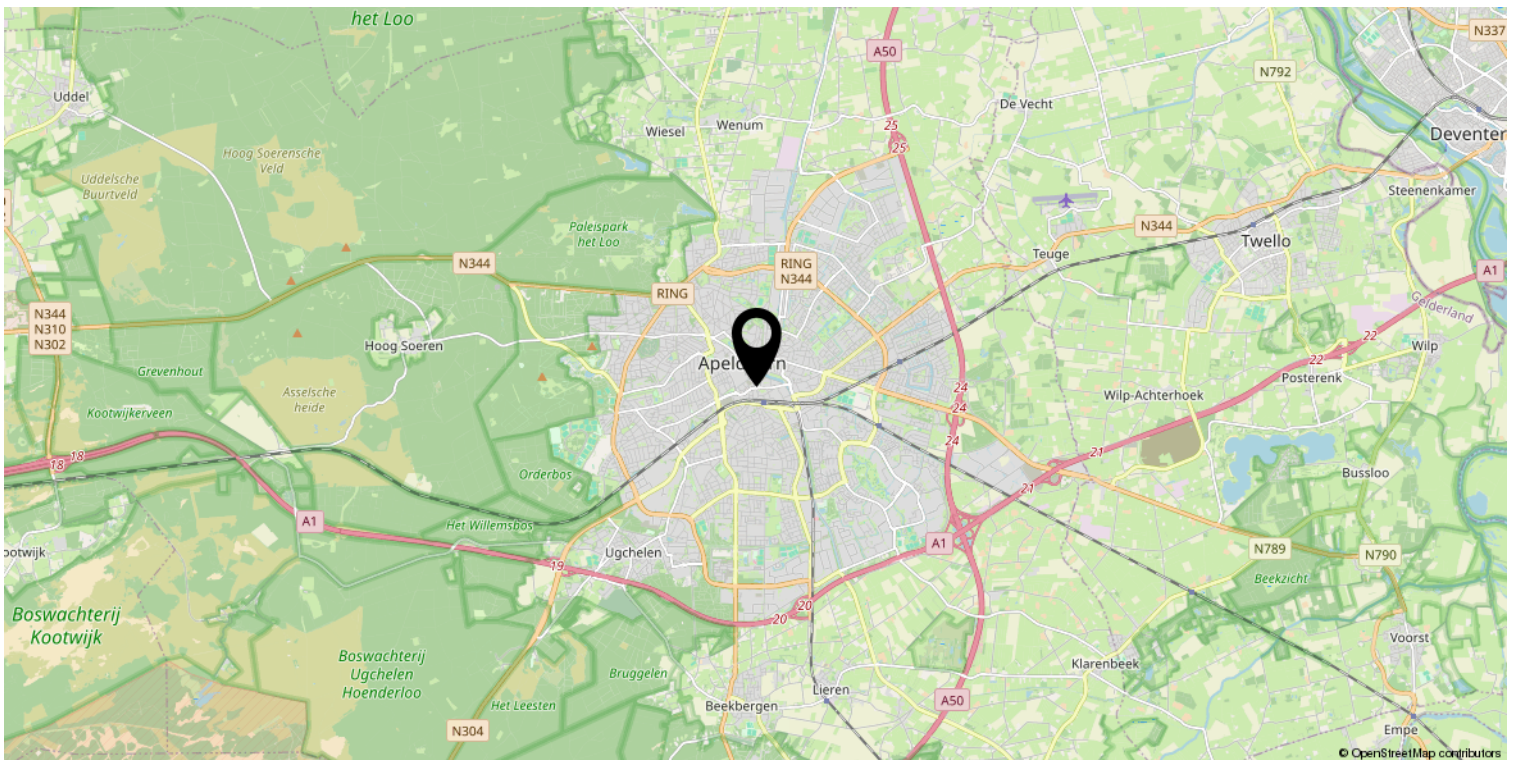 het Loo
A50
N337
N792
Uddel
De Vecht
Wiesel
Wenum
25
25
Deventer
Hoog Soerensche
Veld
Uddelsche
Buurtveld
Steenenkamer
Paleispark
het Loo
N344
Twello
Teuge
N344
RING
N344
A1
RING
Gelderland
N344
N310
N302
Hoog Soeren
22
22
Wilp
Grevenhout
Posterenk
Asselsche
heide
24
24
24
Wilp-Achterhoek
Kootwijkerveen
18
18
21
21
Bussloo
Orderbos
A1
Het Willemsbos
A1
ootwijk
Ugchelen
19
N789
N790
Beekzicht
20
20
Boswachterij
Kootwijk
Voorst
Boswachterij
Ugchelen
Hoenderloo
Klarenbeek
Bruggelen
Lieren
A50
Het Leesten
Beekbergen
N304
Empe
© OpenStreetMap contributors